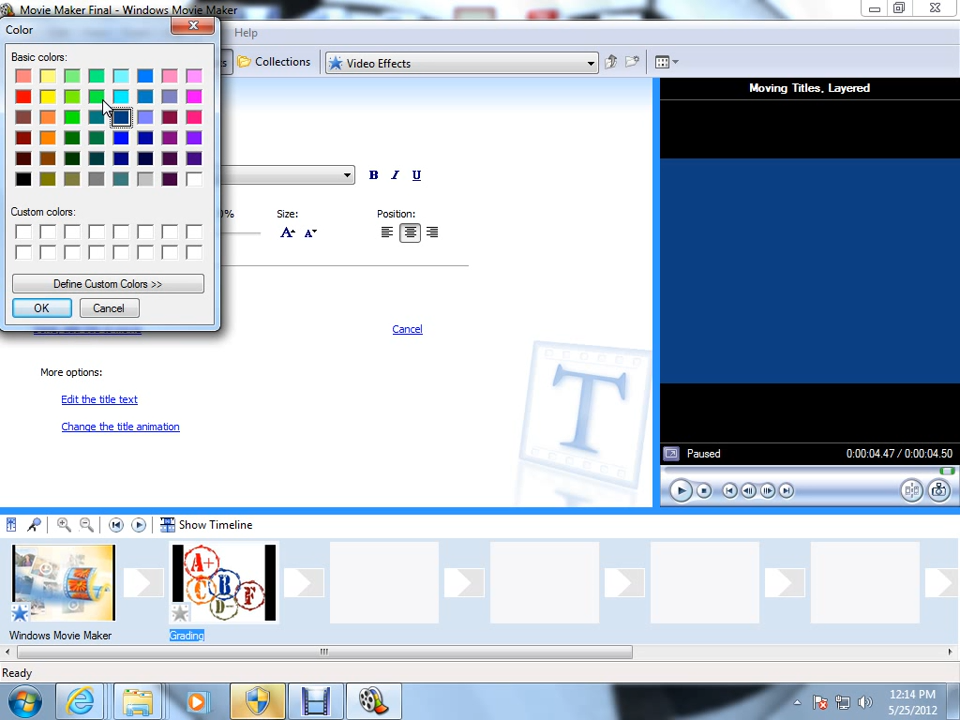 Movie Maker Final - Windows Movie Maker
Color
Help
Basic colors:
Collections
Video Effects
Moving Titles, Layered
B I U
0%
Size:
Position:
A A
Custom colors:
Define Custom Colors >>
OK
Cancel
Cancel
More options:
Edit the title text
Change the title animation
T
Paused
0:00:04.47 / 0:00:04.50
Show Timeline
A+
C
B
D-
F
Windows Movie Maker
Grading
Ready
12:14 PM
5/25/2012